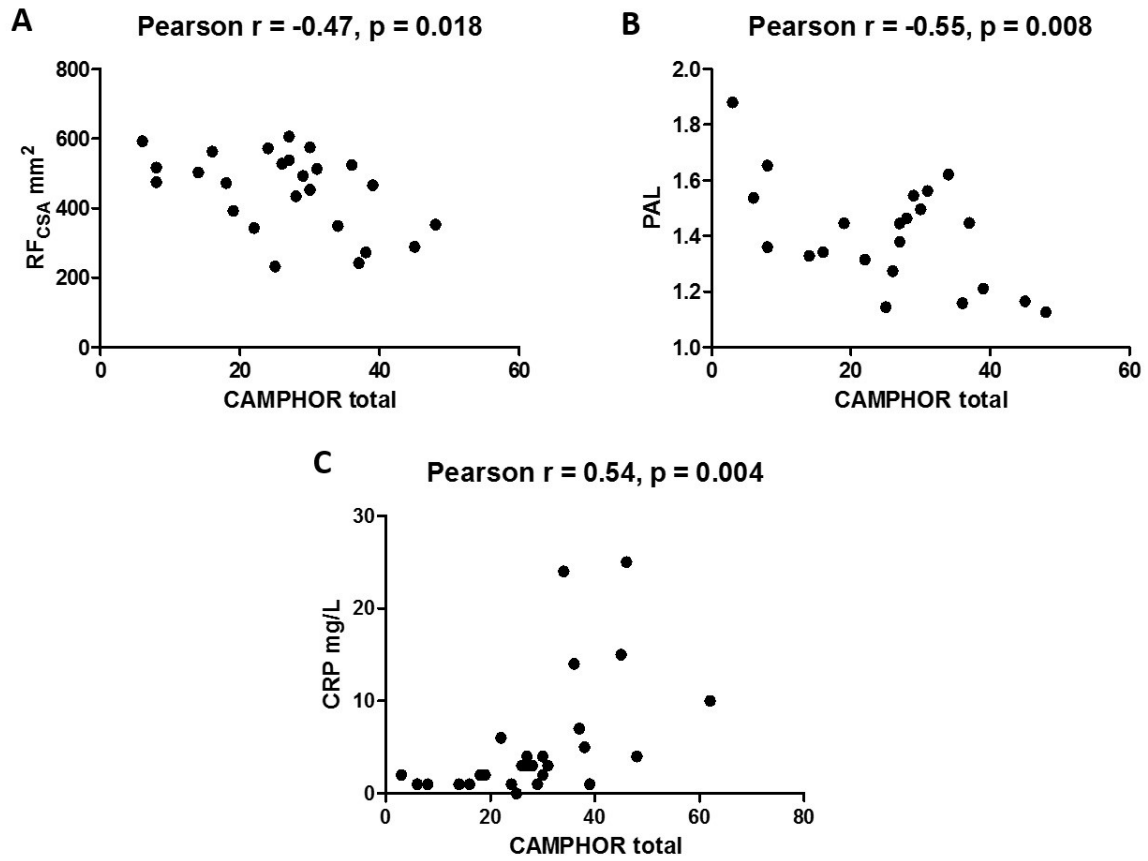 A
Pearson r = -0.47, p = 0.018
800
600
400
200
0
RFCSA mm²
0 20 40 60
CAMPHOR total
B
Pearson r = -0.55, p = 0.008
2.0
1.8
1.6
1.4
1.2
1.0
PAL
0 20 40 60
CAMPHOR total
C
Pearson r = 0.54, p = 0.004
30
20
10
0
CRP mg/L
0 20 40 60 80
CAMPHOR total